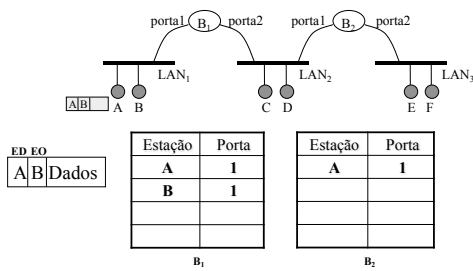 porta1 B1 porta2 porta1 B2 porta2
LAN1 LAN2 LAN3
A B
A B C D E F
ED EO
A B Dados
Estação Porta
A 1
B 1
B1
Estação Porta
A 1
B2